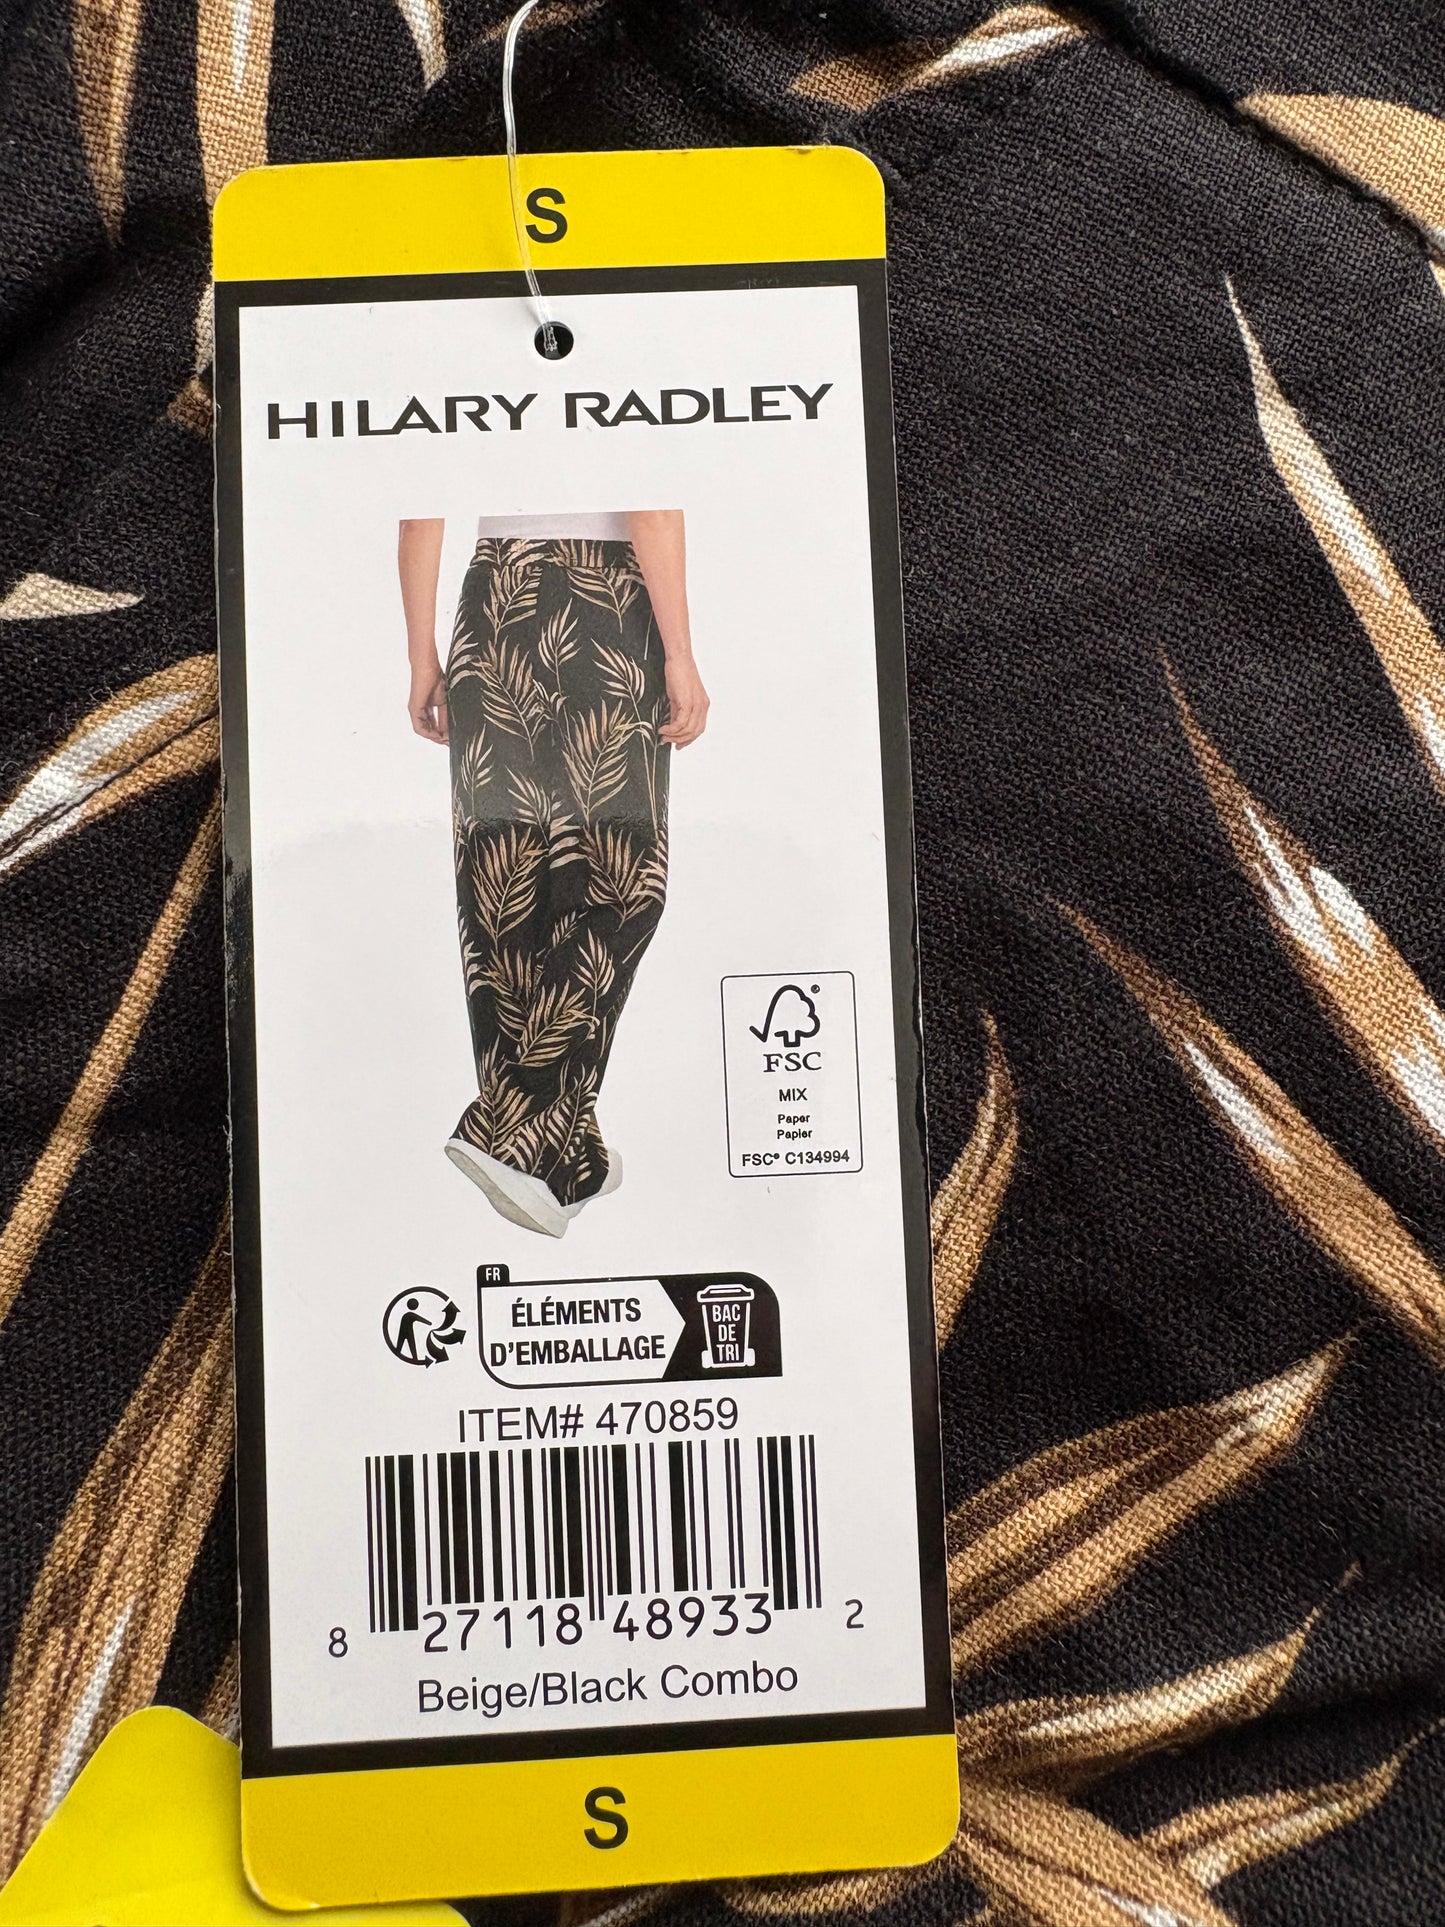 S
HILARY RADLEY
FSC
MIX
Paper
Papier
FSC® C134994
FR
ÉLÉMENTS
D'EMBALLAGE
BAC
DE
TRI
ITEM# 470859
8 27118 48933 2
Beige/Black Combo
S